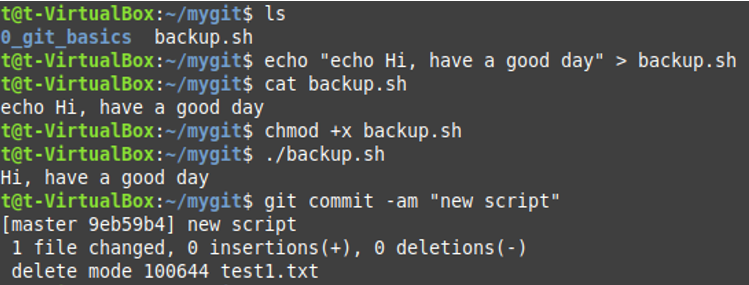 t@t-VirtualBox:~/mygit$ ls
0_git_basics  backup.sh
t@t-VirtualBox:~/mygit$ echo "echo Hi, have a good day" > backup.sh
t@t-VirtualBox:~/mygit$ cat backup.sh
echo Hi, have a good day
t@t-VirtualBox:~/mygit$ chmod +x backup.sh
t@t-VirtualBox:~/mygit$ ./backup.sh
Hi, have a good day
t@t-VirtualBox:~/mygit$ git commit -am "new script"
[master 9eb59b4] new script
 1 file changed, 0 insertions(+), 0 deletions(-)
 delete mode 100644 test1.txt